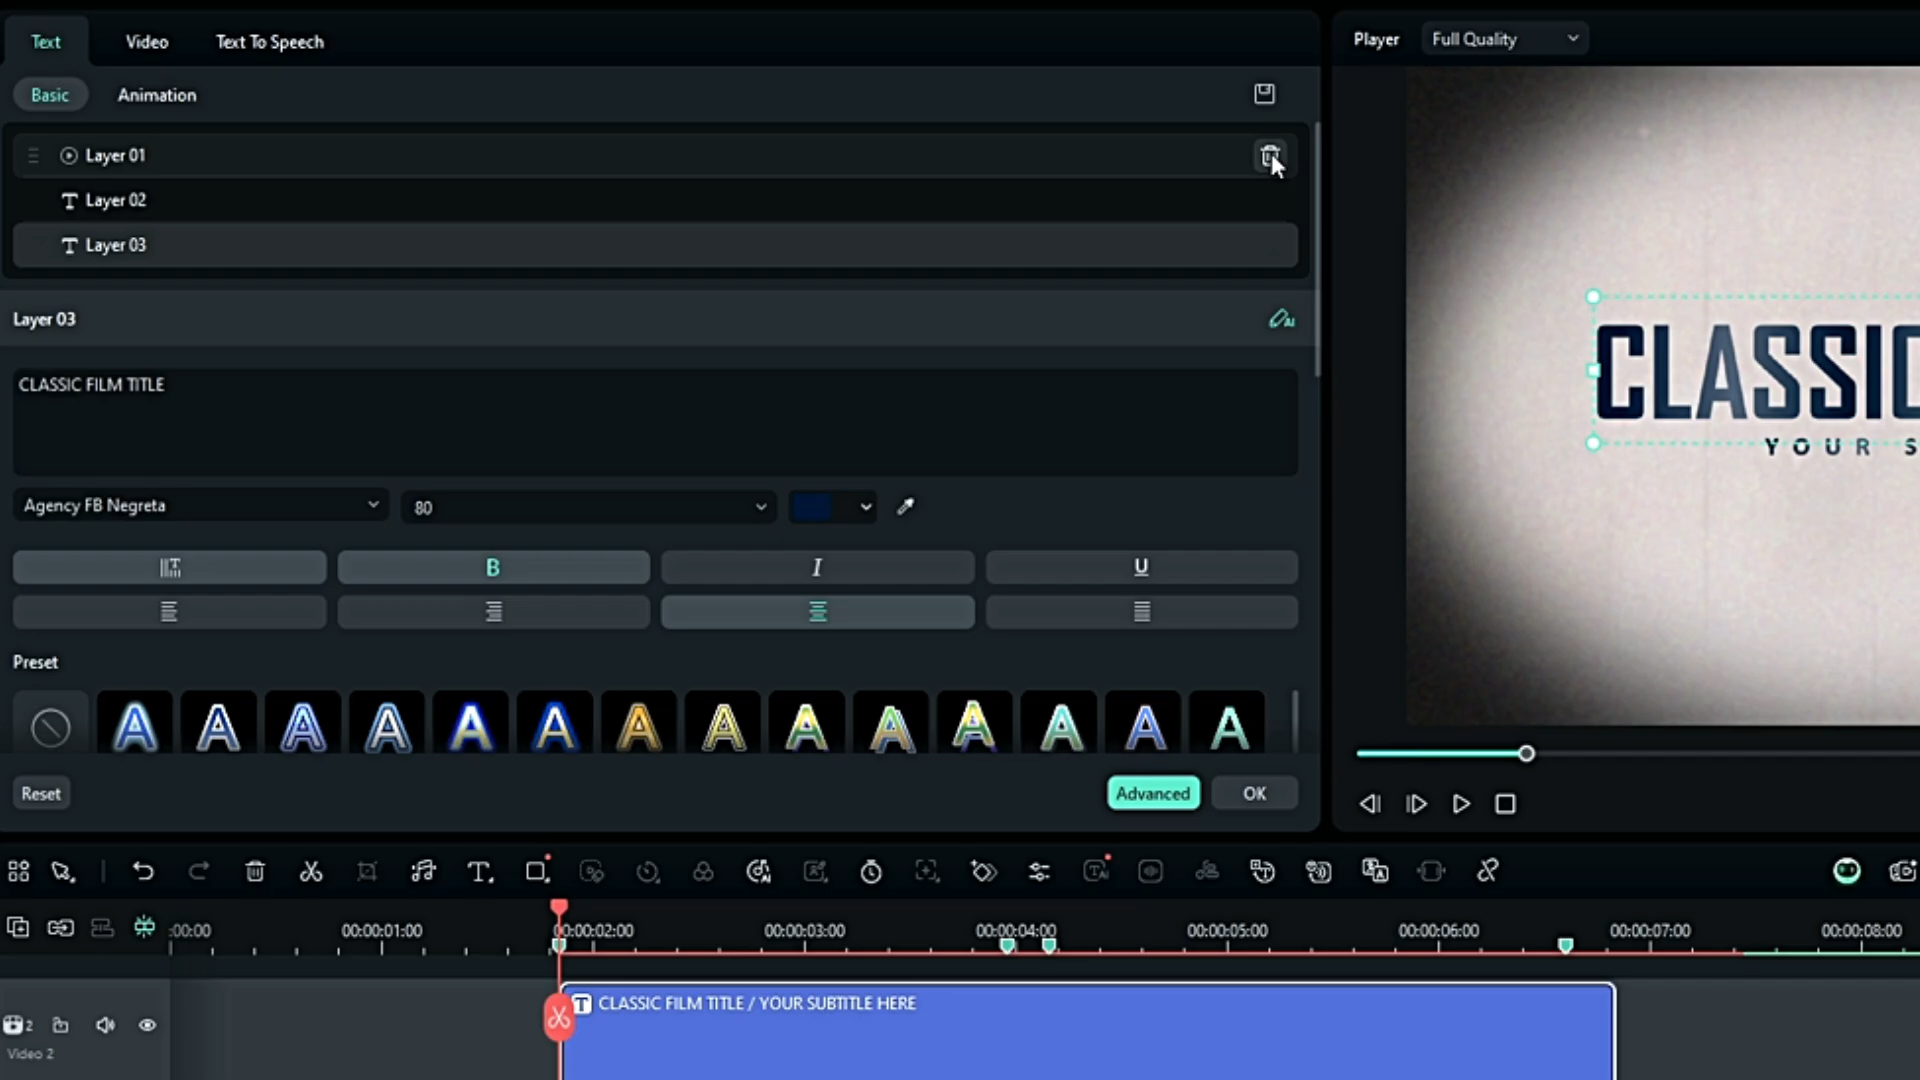 Text Video Text To Speech
Player Full Quality
Basic Animation
Layer 01
Layer 02
Layer 03
Layer 03
CLASSIC FILM TITLE
CLASSIC
YOUR S
Agency FB Negreta 80
B I U
Preset
A A A A A A A A A A A A A A
Reset Advanced OK
:00:00 00:00:01:00 00:00:02:00 00:00:03:00 00:00:04:00 00:00:05:00 00:00:06:00 00:00:07:00 00:00:08:00
T CLASSIC FILM TITLE / YOUR SUBTITLE HERE
2
Video 2